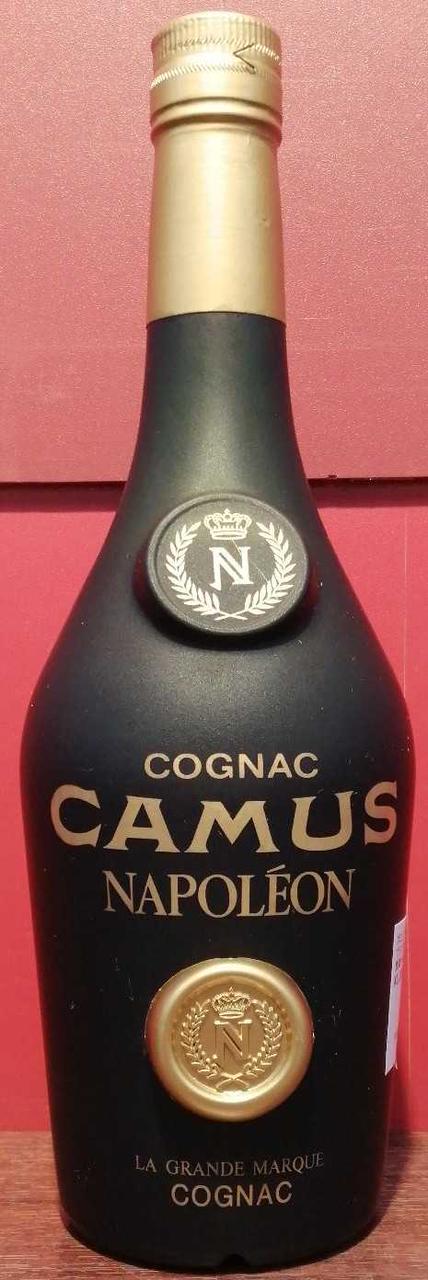 N
COGNAC
CAMUS
NAPOLÉON
N
LA GRANDE MARQUE
COGNAC